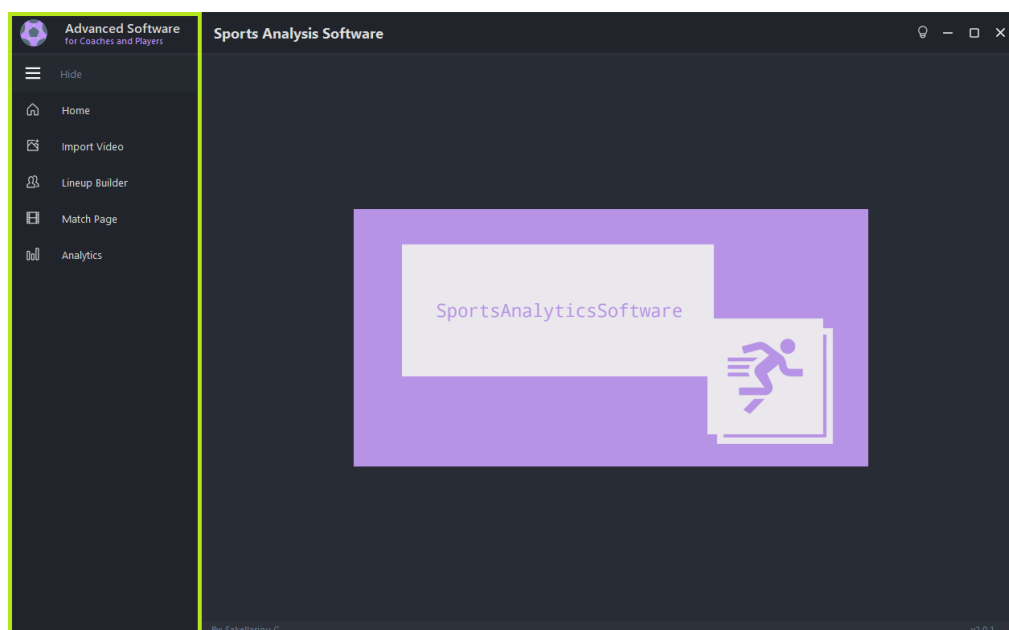 Advanced Software
for Coaches and Players
Sports Analysis Software
Hide
Home
Import Video
Lineup Builder
Match Page
Analytics
SportsAnalyticsSoftware